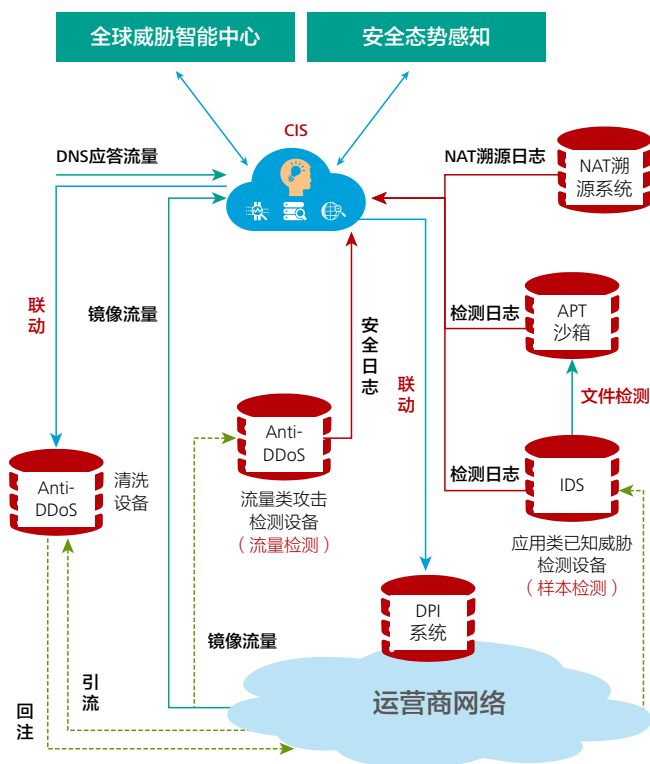 全球威胁智能中心
安全态势感知
CIS
DNS应答流量
NAT溯源日志
NAT溯
源系统
联
动
镜像流量
安
全
日
志
联
动
检测日志
APT
沙箱
文件检测
Anti-
DDoS
清洗
设备
Anti-
DDoS
流量类攻击
检测设备
（流量检测）
检测日志
IDS
应用类已知威胁
检测设备
（样本检测）
DPI
系统
镜像流量
引
流
回
注
运营商网络